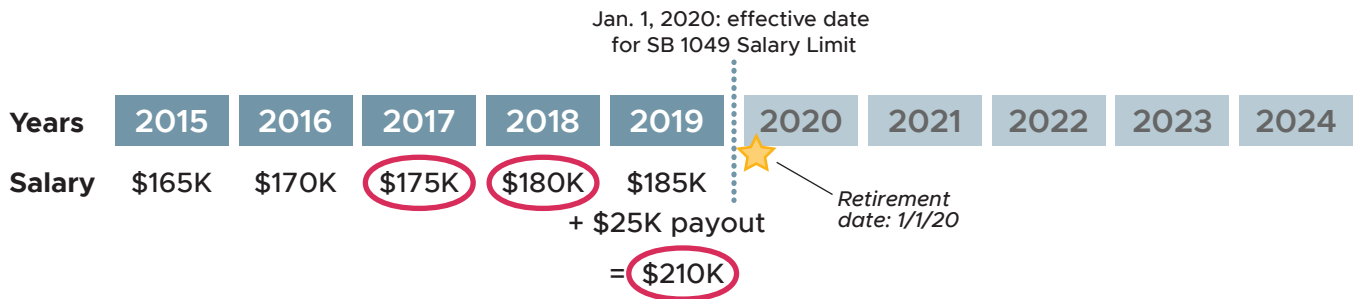 Jan. 1, 2020: effective date
for SB 1049 Salary Limit
Years 2015 2016 2017 2018 2019 2020 2021 2022 2023 2024
Salary $165K $170K $175K $180K $185K
Retirement
date: 1/1/20
+ $25K payout
= $210K